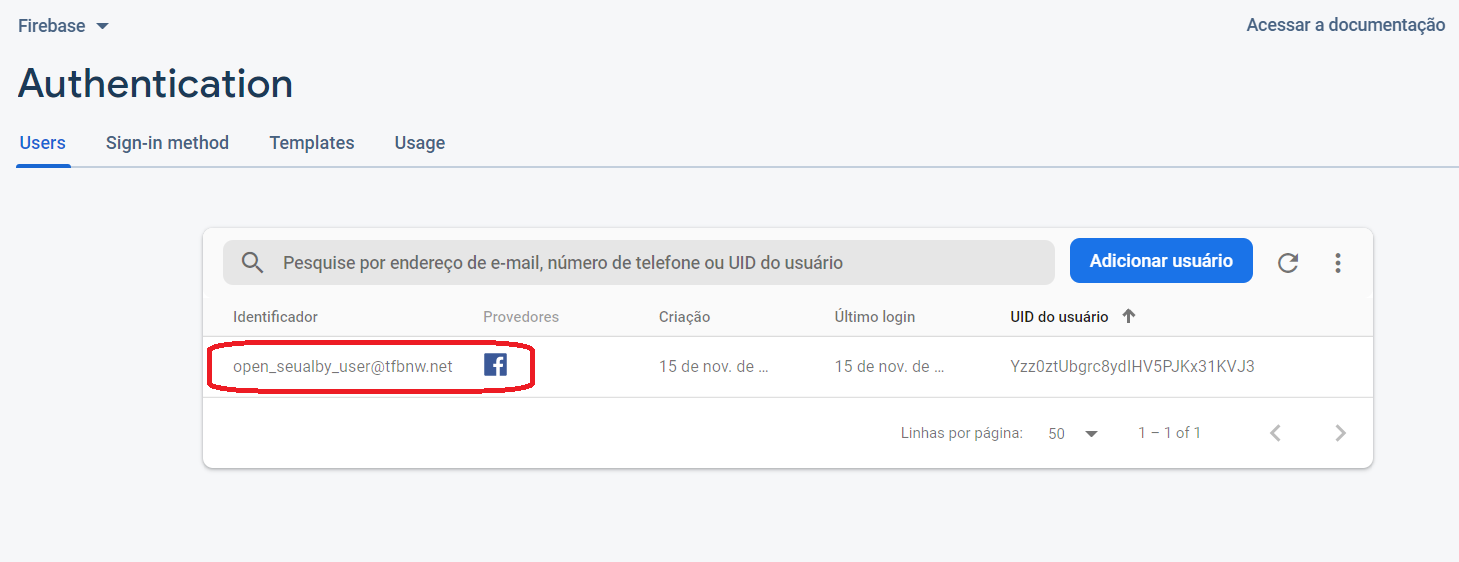 Firebase
Acessar a documentação
Authentication
Users Sign-in method Templates Usage
Pesquise por endereço de e-mail, número de telefone ou UID do usuário
Adicionar usuário
Identificador Provedores Criação Último login UID do usuário
open_seualby_user@tfbnw.net 15 de nov. de ... 15 de nov. de ... Yzz0ztUbgrc8ydIHV5PJKx31KVJ3
Linhas por página: 50 1 – 1 of 1